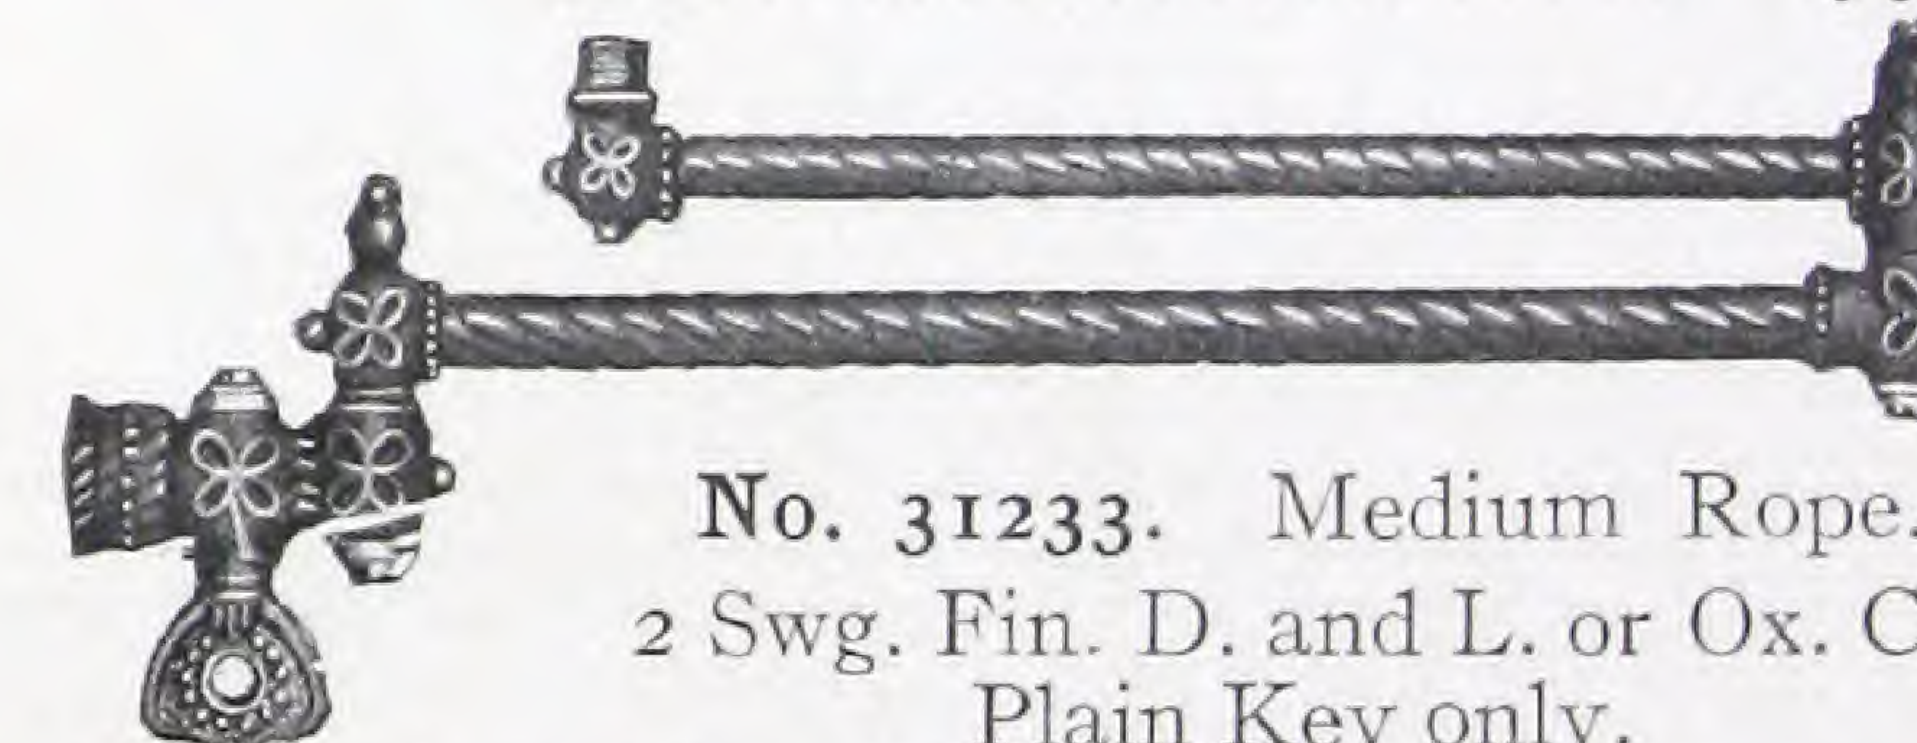 No. 31233. Medium Rope.
2 Swg. Fin. D. and L. or Ox. C
Plain Key only.